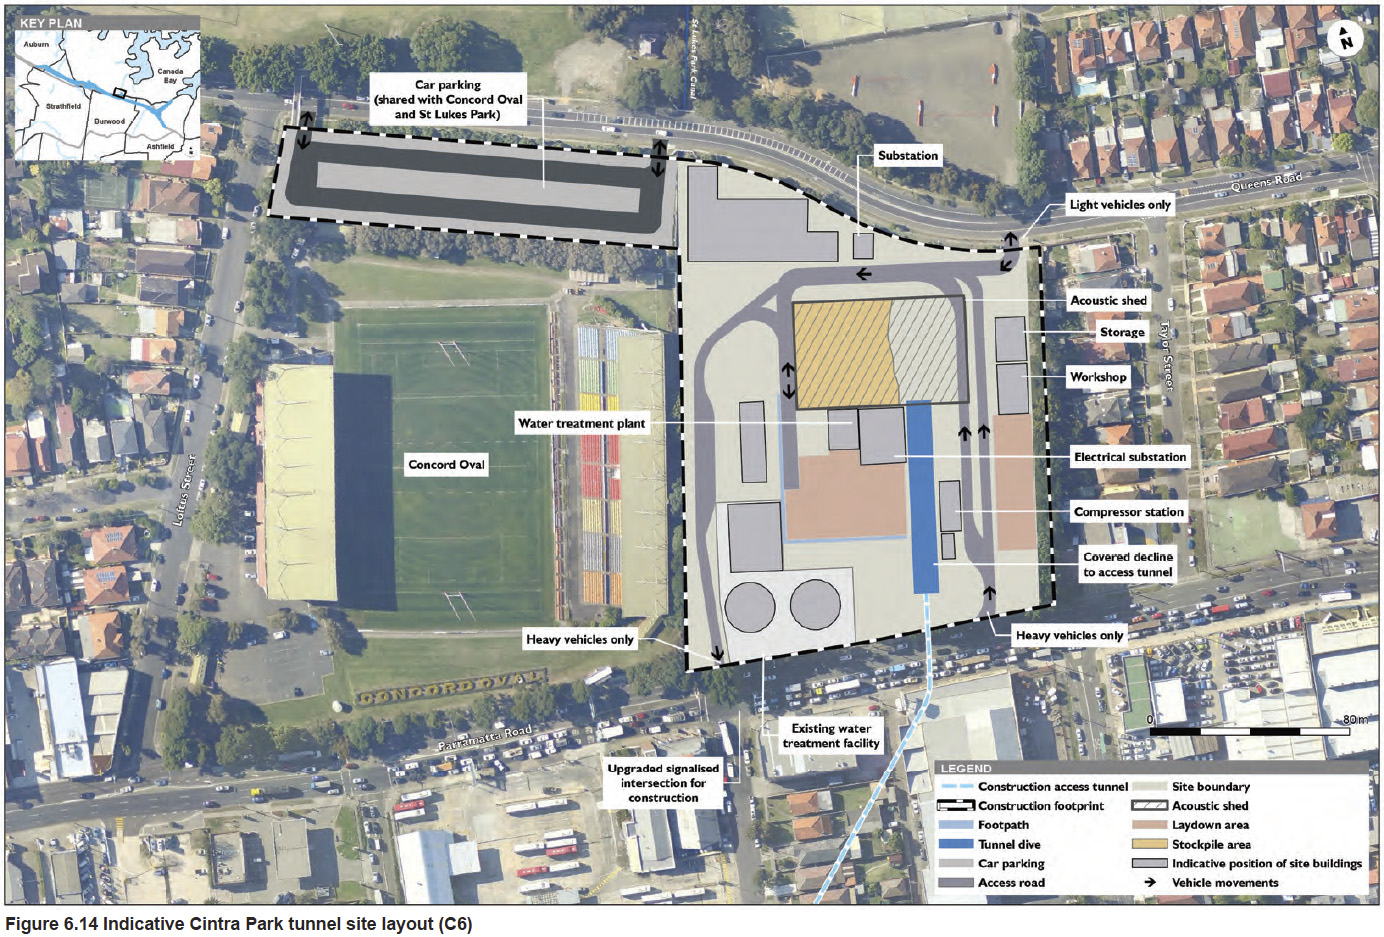 KEY PLAN
Auburn
Canada
Bay
Strathfield
Burwood
Ashfield
N
St Lukes Park Canal
Car parking
(shared with Concord Oval
and St Lukes Park)
Substation
Queens Road
Light vehicles only
Acoustic shed
Storage
Taylor Street
Workshop
Water treatment plant
Concord Oval
Electrical substation
Loftus Street
Compressor station
Covered decline
to access tunnel
Heavy vehicles only
Heavy vehicles only
CONCORD OVAL
Parramatta Road
Existing water
treatment facility
Upgraded signalised
intersection for
construction
0 80m
LEGEND
Construction access tunnel
Construction footprint
Footpath
Tunnel dive
Car parking
Access road
Site boundary
Acoustic shed
Laydown area
Stockpile area
Indicative position of site buildings
Vehicle movements
Figure 6.14 Indicative Cintra Park tunnel site layout (C6)